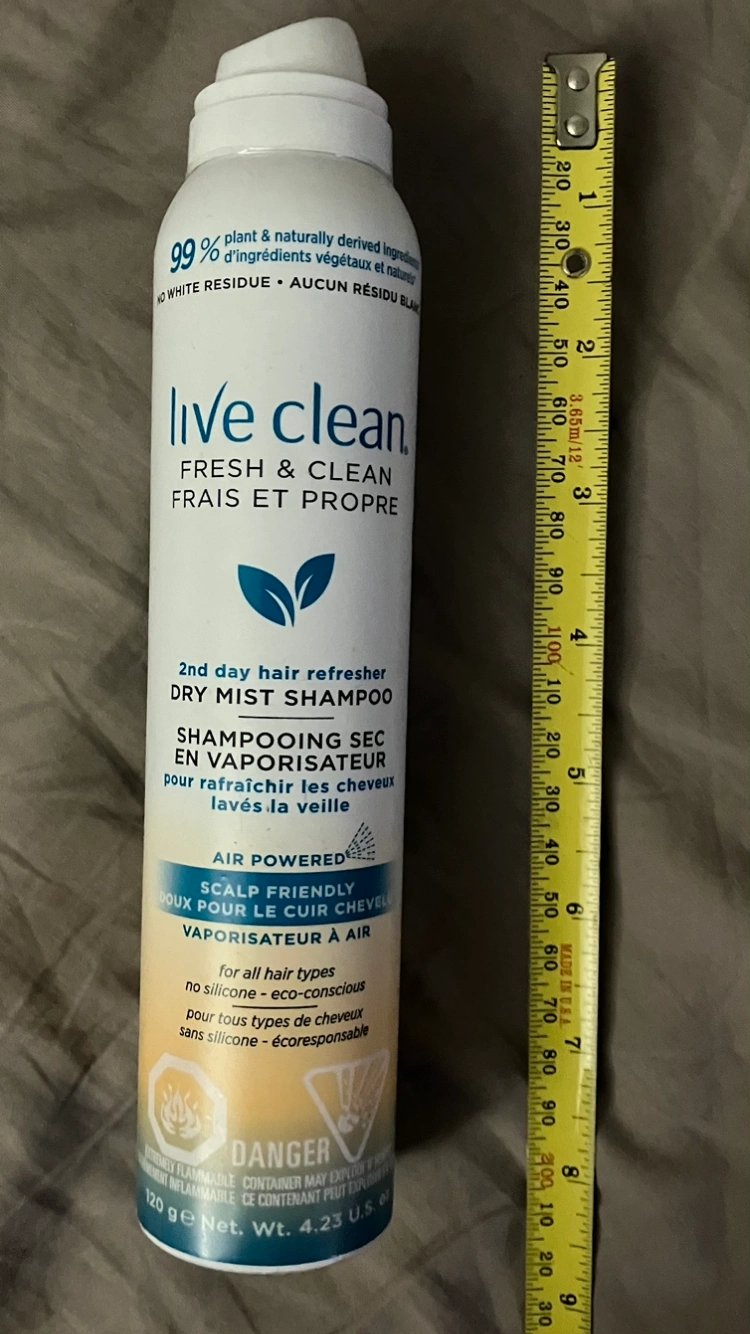 99% plant & naturally derived ingredients
d'ingrédients végétaux et naturels
NO WHITE RESIDUE • AUCUN RÉSIDU BLANC
live clean®
FRESH & CLEAN
FRAIS ET PROPRE
2nd day hair refresher
DRY MIST SHAMPOO
SHAMPOOING SEC
EN VAPORISATEUR
pour rafraîchir les cheveux
lavés la veille
AIR POWERED
SCALP FRIENDLY
DOUX POUR LE CUIR CHEVELU
VAPORISATEUR À AIR
for all hair types
no silicone - eco-conscious
pour tous types de cheveux
sans silicone - écoresponsable
DANGER
EXTREMELY FLAMMABLE CONTAINER MAY EXPLODE IF
INFLAMMABLE CE CONTENANT PEUT EXPLOSER
120 g e Net. Wt. 4.23 U.S. oz
1 2 3 4 5 6 7 8 9
3.65m/12'
MADE IN U.S.A.
20 30 40 50 60 70 80 90 100 10 20 30 40 50 60 70 80 90 200 10 20 30